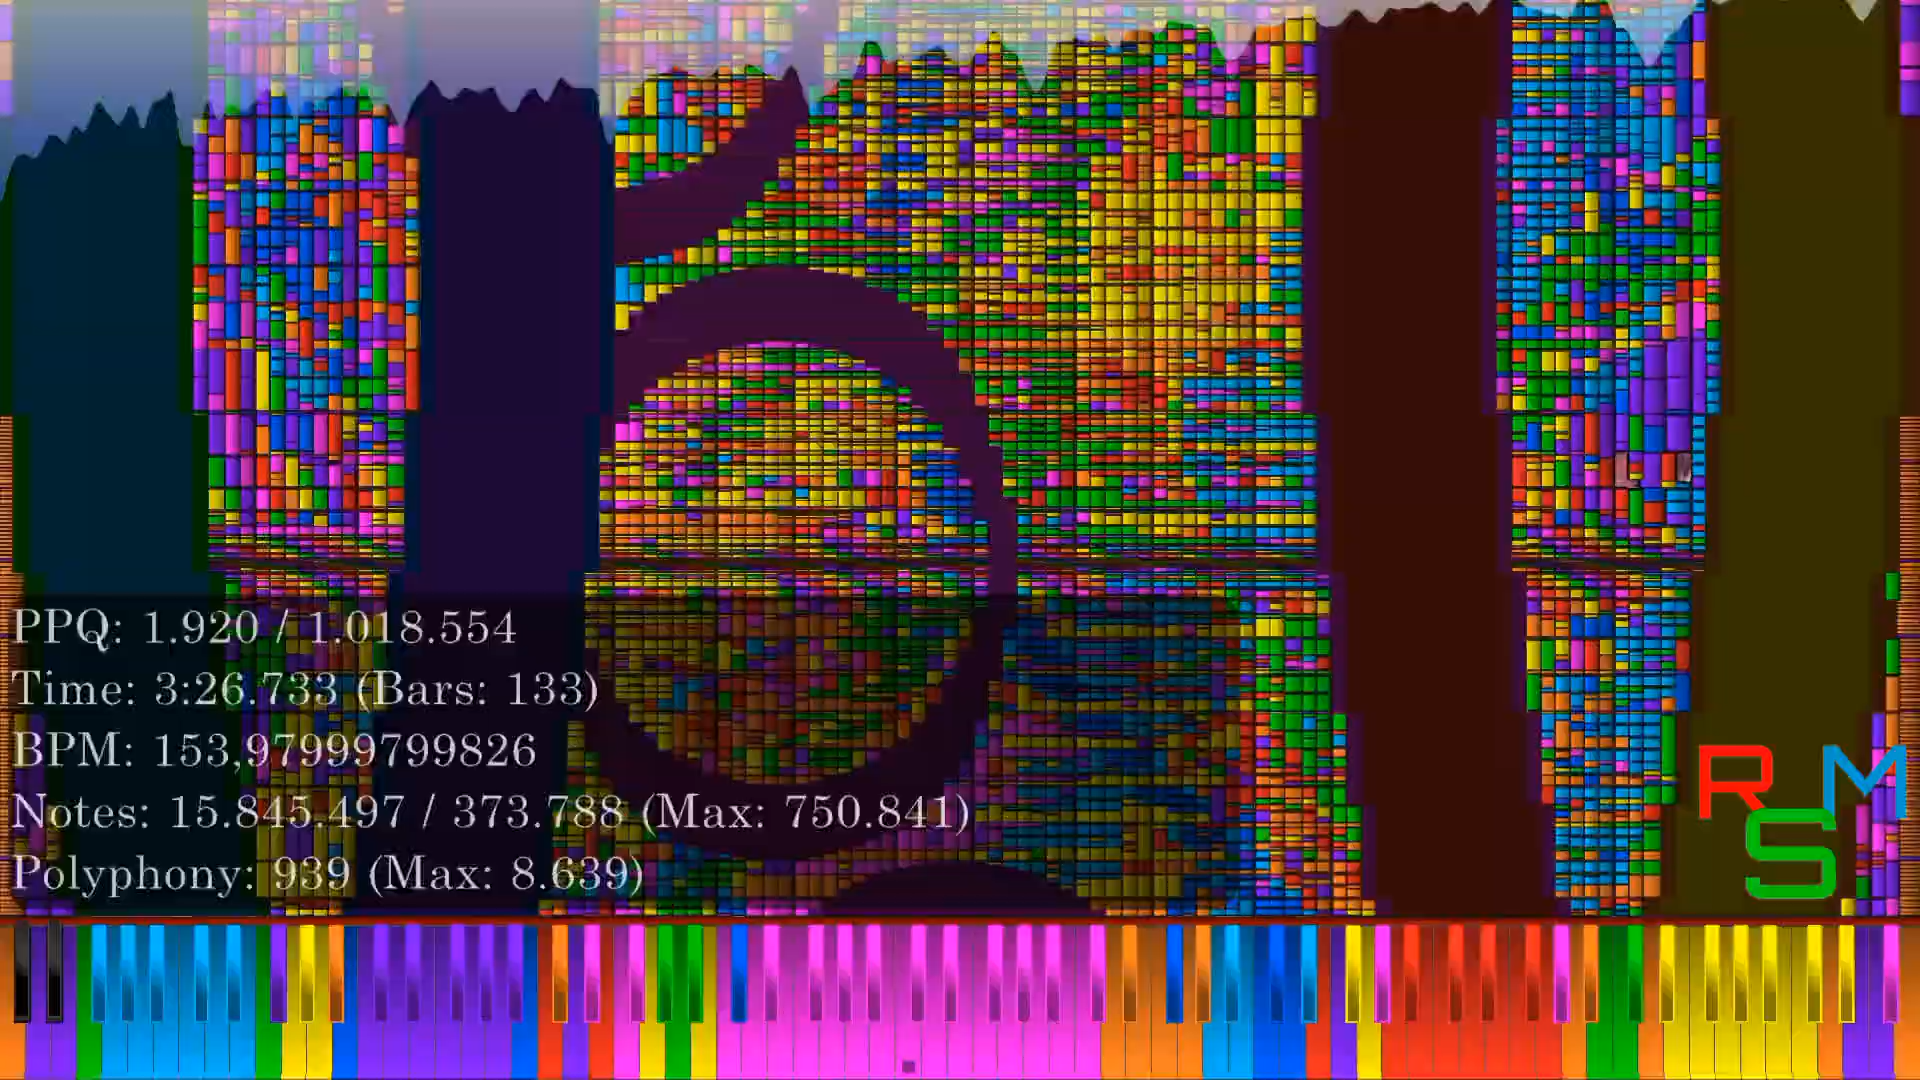 PPQ: 1.920 / 1.018.554
Time: 3:26.733 (Bars: 133)
BPM: 153,97999799826
Notes: 15.845.497 / 373.788 (Max: 750.841)
Polyphony: 939 (Max: 8.639)
RSM